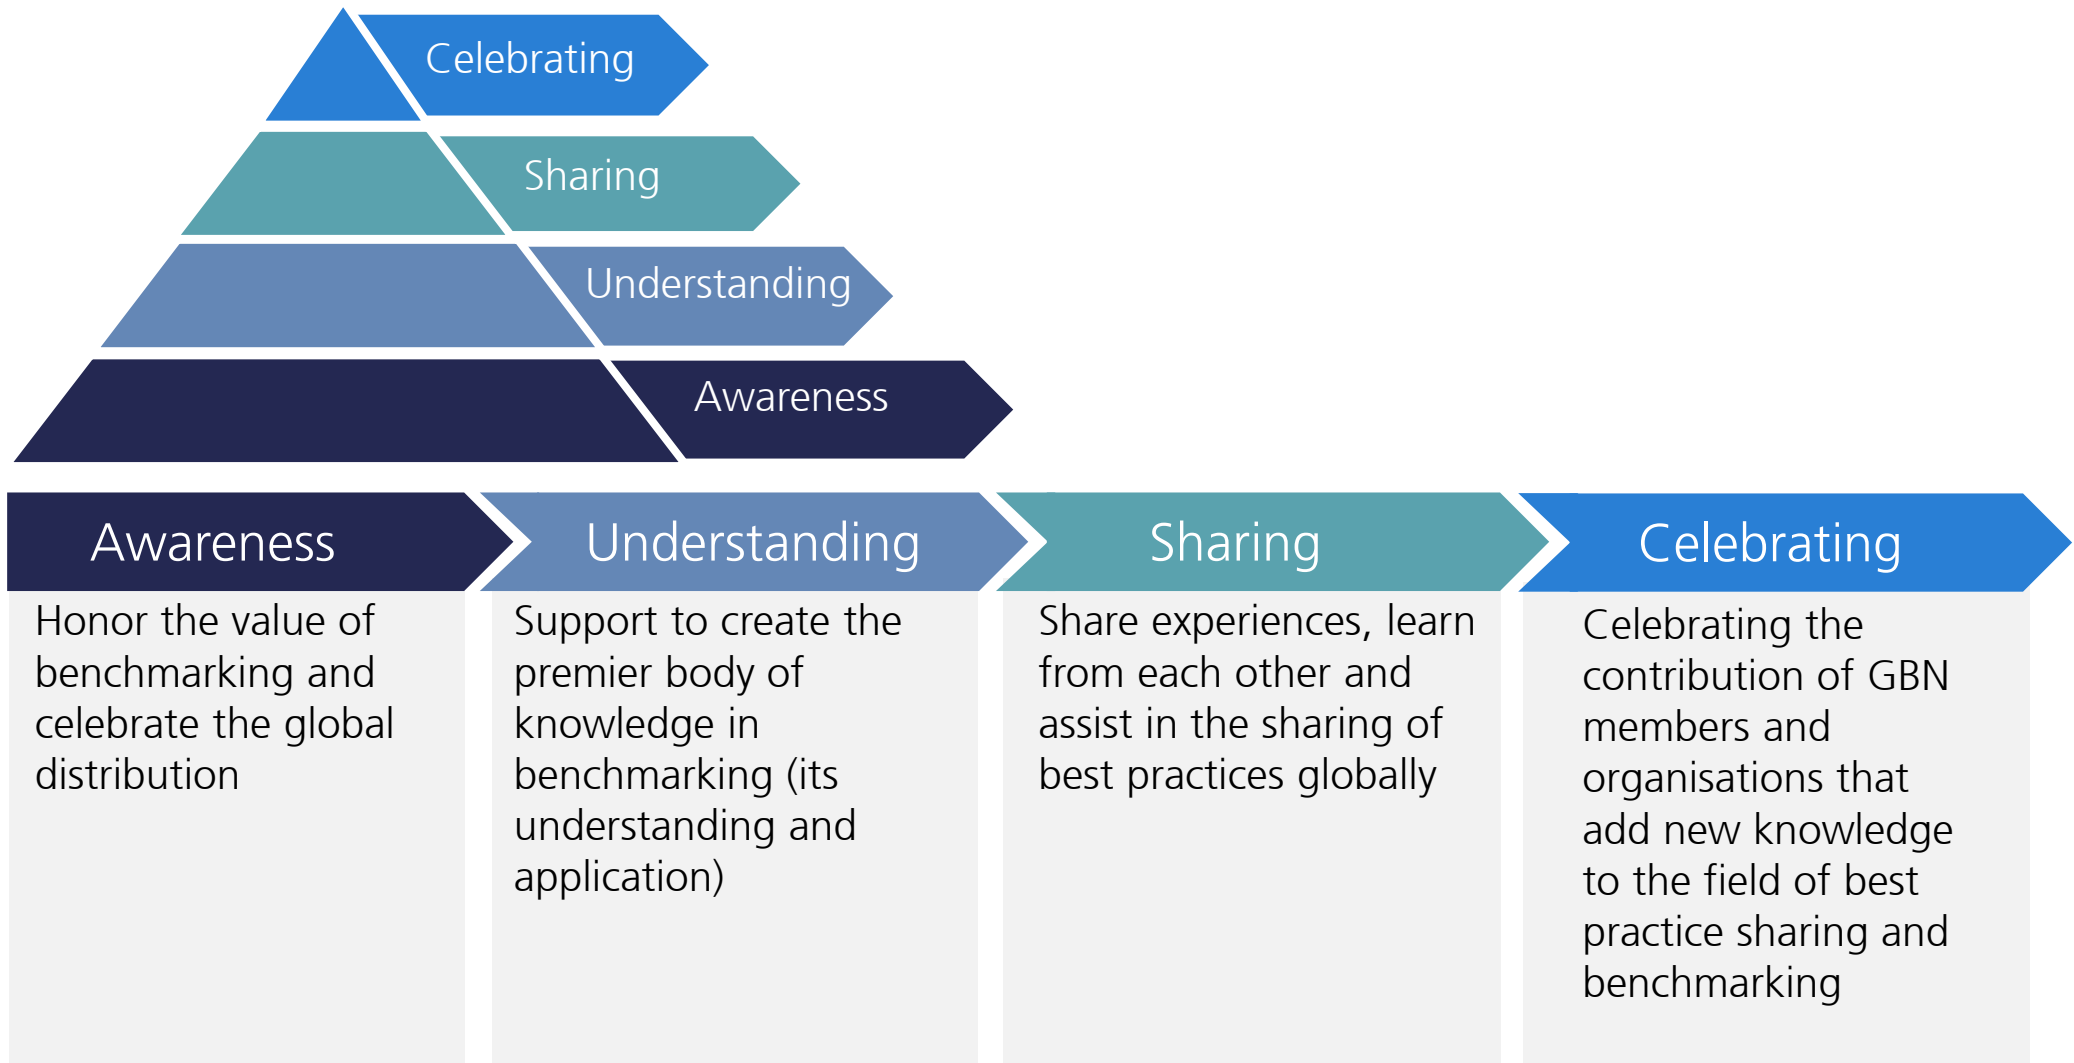 Celebrating
Sharing
Understanding
Awareness
Awareness
Honor the value of
benchmarking and
celebrate the global
distribution
Understanding
Support to create the
premier body of
knowledge in
benchmarking (its
understanding and
application)
Sharing
Share experiences, learn
from each other and
assist in the sharing of
best practices globally
Celebrating
Celebrating the
contribution of GBN
members and
organisations that
add new knowledge
to the field of best
practice sharing and
benchmarking